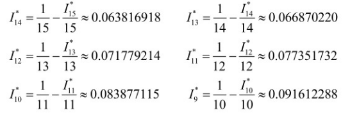 I*₁₄ = 1/15 − I*₁₅/15 ≈ 0.063816918    I*₁₃ = 1/14 − I*₁₄/14 ≈ 0.066870220
I*₁₂ = 1/13 − I*₁₃/13 ≈ 0.071779214    I*₁₁ = 1/12 − I*₁₂/12 ≈ 0.077351732
I*₁₀ = 1/11 − I*₁₁/11 ≈ 0.083877115    I*₉ = 1/10 − I*₁₀/10 ≈ 0.091612288